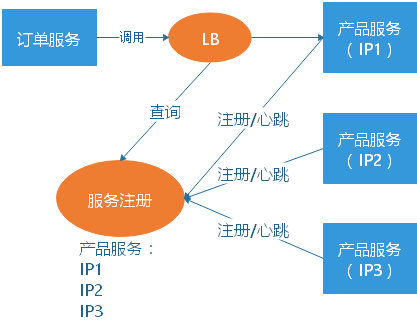 订单服务
调用
LB
产品服务
（ IP1）
查询
注册/心跳
产品服务
（ IP2）
注册/心跳
服务注册
注册/心跳
产品服务
（ IP3）
产品服务：
IP1
IP2
IP3